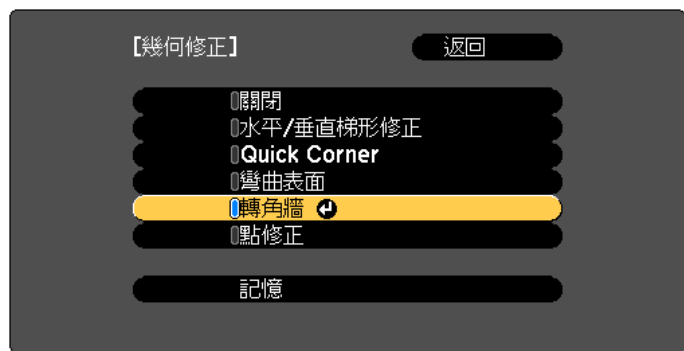 [幾何修正]
返回
關閉
水平/垂直梯形修正
Quick Corner
彎曲表面
轉角牆
點修正
記憶